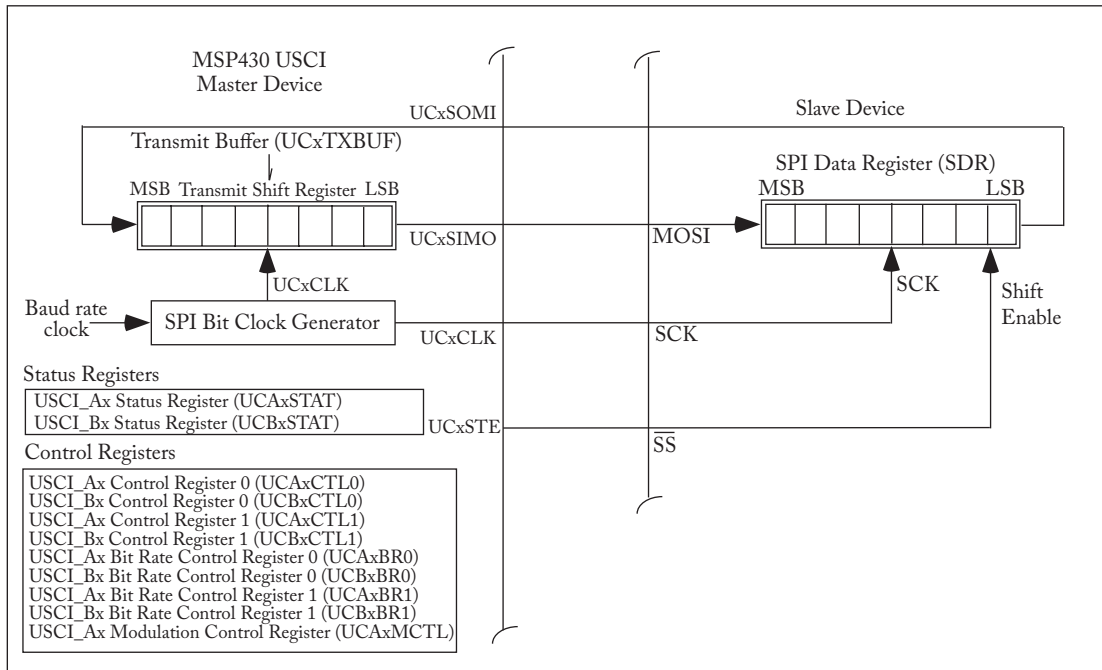 MSP430 USCI
Master Device
UCxSOMI
Slave Device
Transmit Buffer (UCxTXBUF)
SPI Data Register (SDR)
MSB Transmit Shift Register LSB
MSB LSB
UCxSIMO
MOSI
UCxCLK
SCK
Shift
Enable
Baud rate
clock
SPI Bit Clock Generator
UCxCLK
SCK
Status Registers
USCI_Ax Status Register (UCAxSTAT)
USCI_Bx Status Register (UCBxSTAT)
UCxSTE
SS
Control Registers
USCI_Ax Control Register 0 (UCAxCTL0)
USCI_Bx Control Register 0 (UCBxCTL0)
USCI_Ax Control Register 1 (UCAxCTL1)
USCI_Bx Control Register 1 (UCBxCTL1)
USCI_Ax Bit Rate Control Register 0 (UCAxBR0)
USCI_Bx Bit Rate Control Register 0 (UCBxBR0)
USCI_Ax Bit Rate Control Register 1 (UCAxBR1)
USCI_Bx Bit Rate Control Register 1 (UCBxBR1)
USCI_Ax Modulation Control Register (UCAxMCTL)